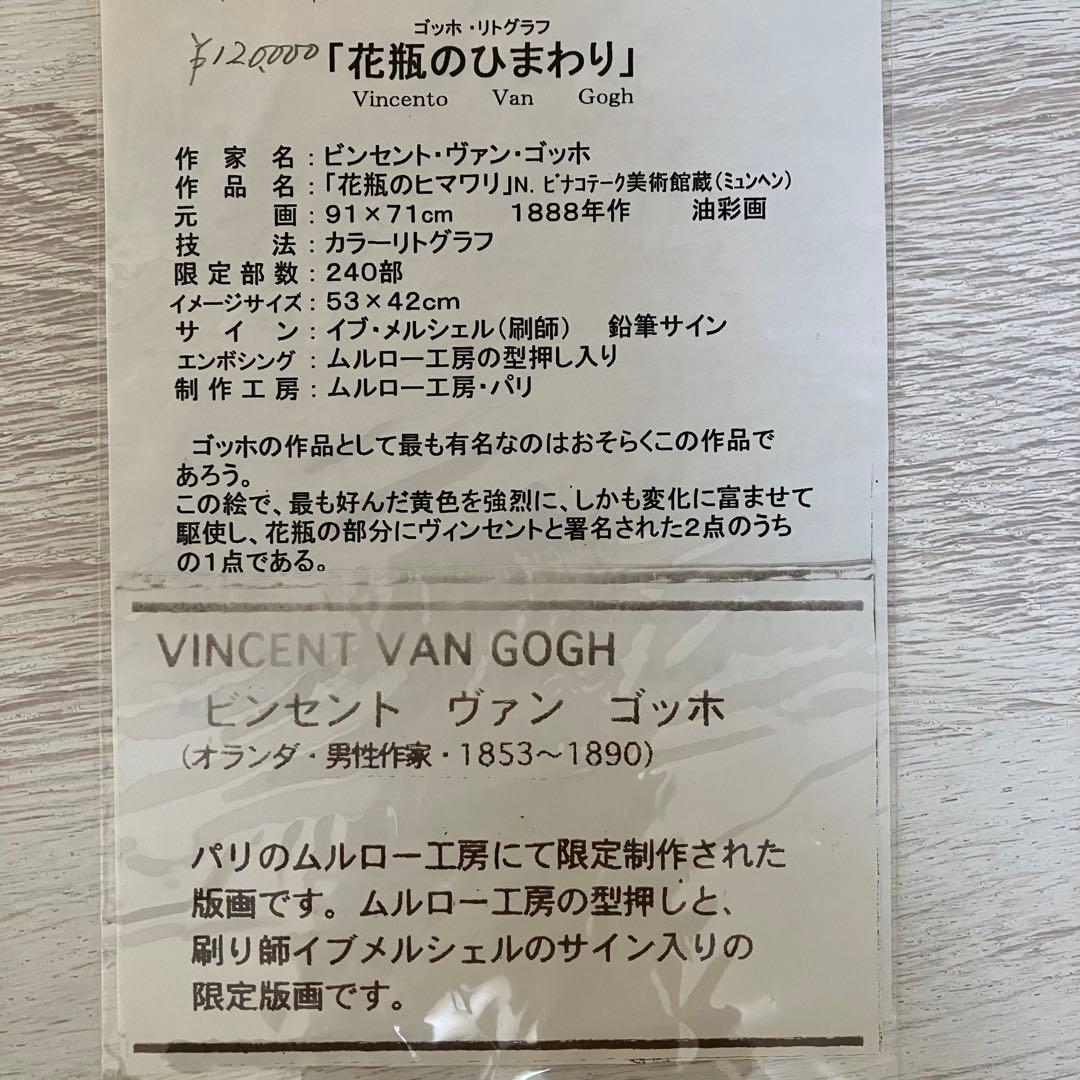 ゴッホ・リトグラフ
¥120,000「花瓶のひまわり」
Vincento Van Gogh
作家名：ビンセント・ヴァン・ゴッホ
作品名：「花瓶のヒマワリ」N. ﾋﾟﾅｺﾃｰｸ美術館蔵（ﾐｭﾝﾍﾝ）
元画：91×71cm 1888年作 油彩画
技法：カラーリトグラフ
限定部数：240部
イメージサイズ：53×42cm
サイン：イブ・メルシェル（刷師） 鉛筆サイン
エンボシング：ムルロー工房の型押し入り
制作工房：ムルロー工房・パリ
ゴッホの作品として最も有名なのはおそらくこの作品で
あろう。
この絵で、最も好んだ黄色を強烈に、しかも変化に富ませて
駆使し、花瓶の部分にヴィンセントと署名された2点のうち
の1点である。
VINCENT VAN GOGH
ビンセント ヴァン ゴッホ
（オランダ・男性作家・1853～1890）
パリのムルロー工房にて限定制作された
版画です。ムルロー工房の型押しと、
刷り師イブメルシェルのサイン入りの
限定版画です。